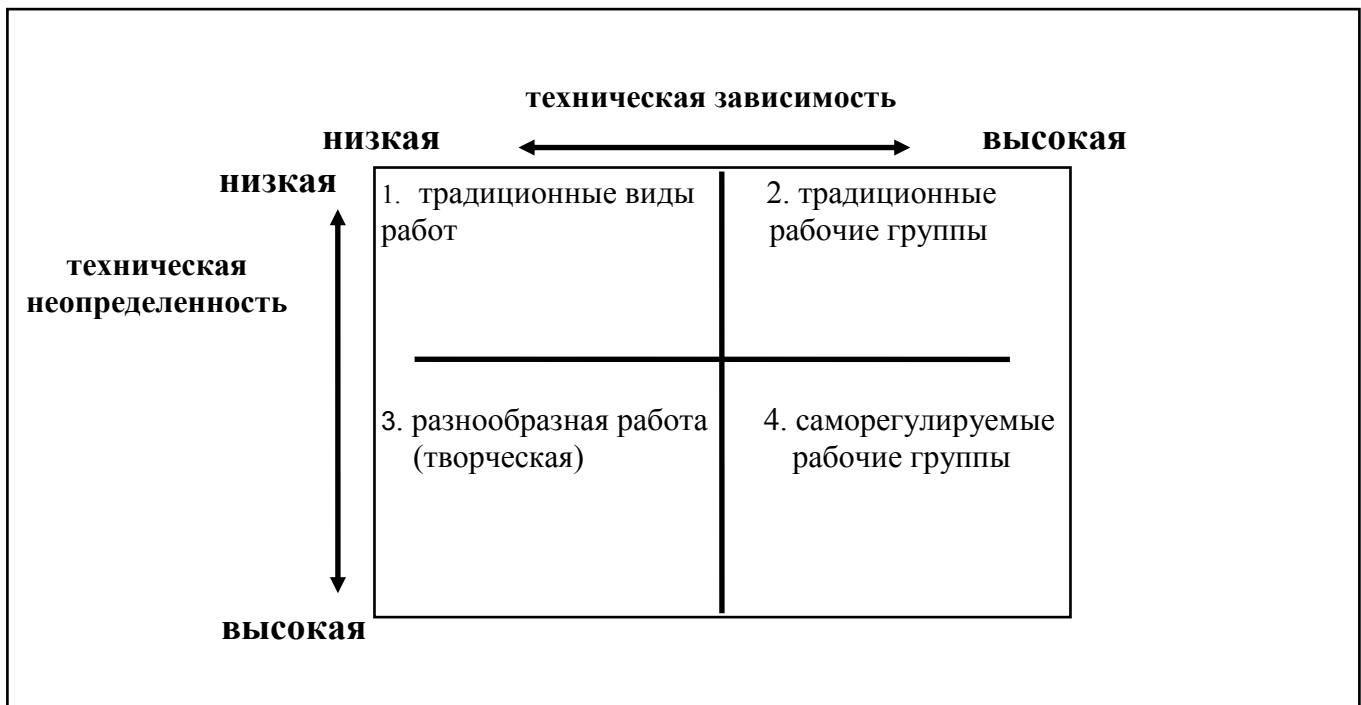 техническая зависимость
низкая
высокая
низкая
1. традиционные виды
работ
2. традиционные
рабочие группы
техническая
неопределенность
3. разнообразная работа
(творческая)
4. саморегулируемые
рабочие группы
высокая